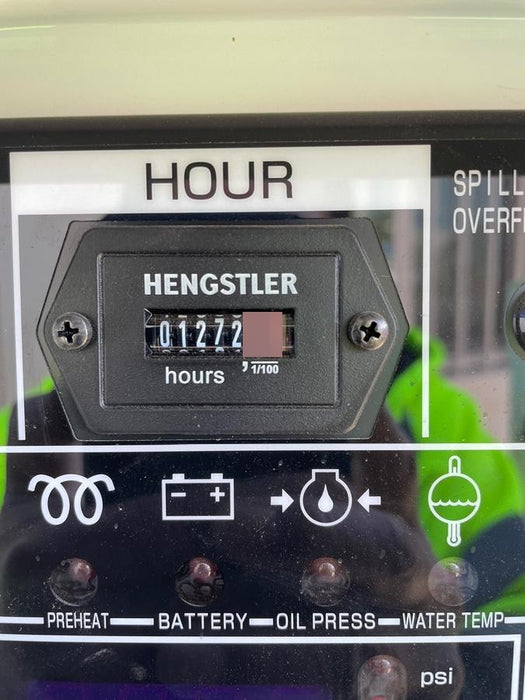 HOUR
SPILL
OVERF
HENGSTLER
01272
hours , 1/100
- +
PREHEAT
BATTERY
OIL PRESS
WATER TEMP
psi